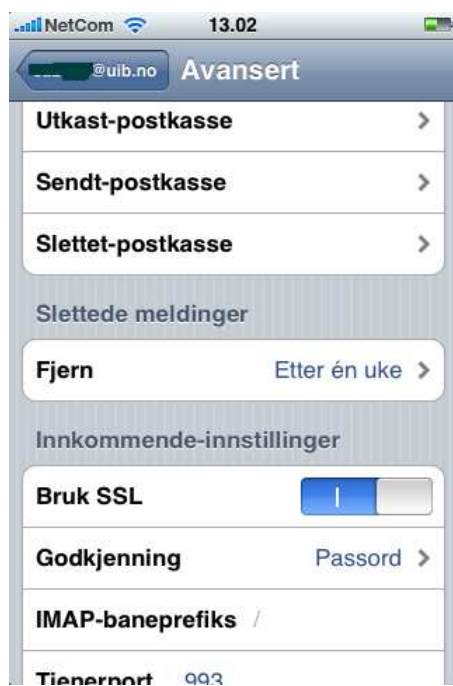 NetCom 13.02
@uib.no Avansert
Utkast-postkasse
Sendt-postkasse
Slettet-postkasse
Slettede meldinger
Fjern Etter én uke
Innkommende-innstillinger
Bruk SSL
Godkjenning Passord
IMAP-baneprefiks /
Tienerport 993